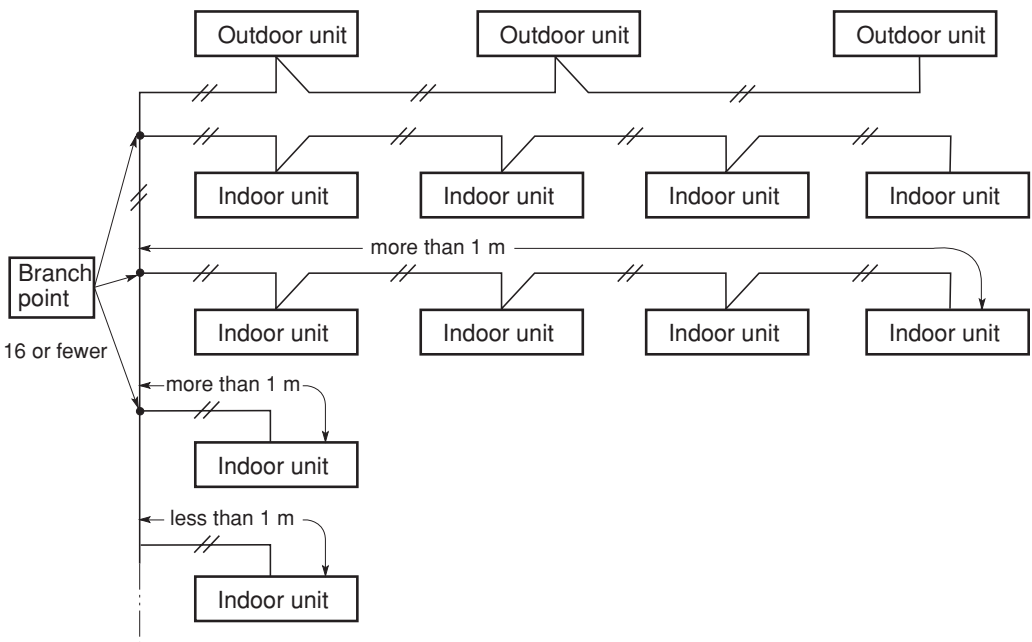 Outdoor unit
Outdoor unit
Outdoor unit
Indoor unit
Indoor unit
Indoor unit
Indoor unit
more than 1 m
Branch
point
16 or fewer
Indoor unit
Indoor unit
Indoor unit
Indoor unit
more than 1 m
Indoor unit
less than 1 m
Indoor unit